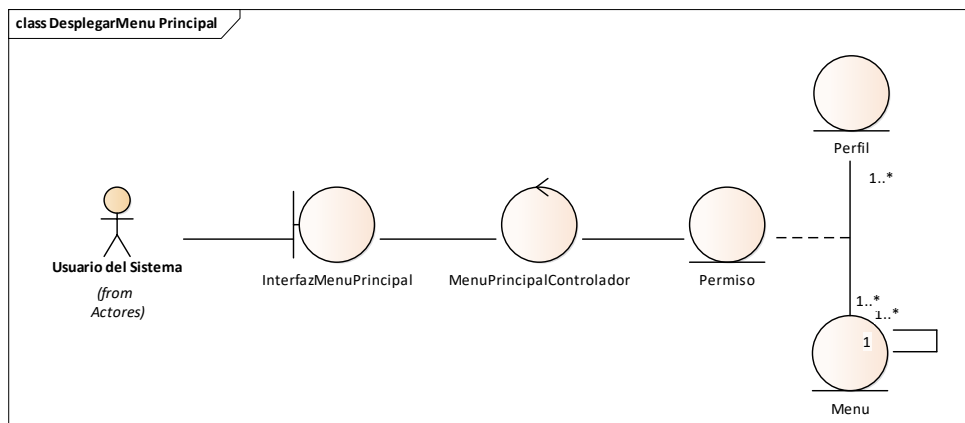 class DesplegarMenu Principal
Perfil
1..*
Usuario del Sistema
(from
Actores)
InterfazMenuPrincipal
MenuPrincipalControlador
Permiso
1..*
1..*
1
Menu